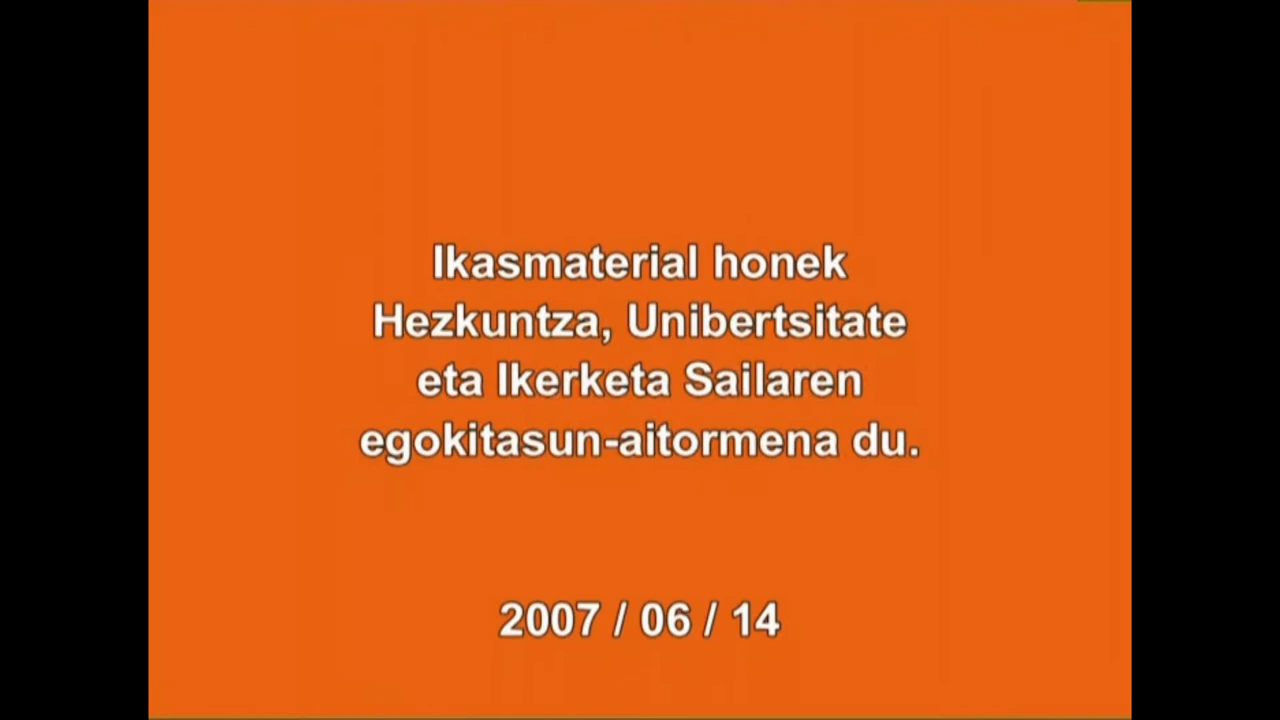 Ikasmaterial honek
Hezkuntza, Unibertsitate
eta Ikerketa Sailaren
egokitasun-aitormena du.
2007 / 06 / 14